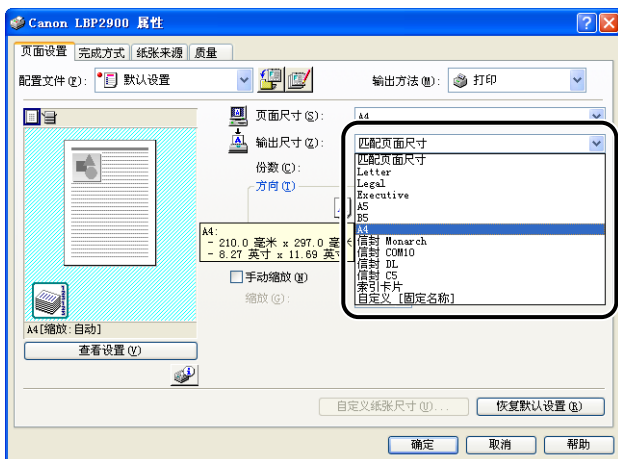 Canon LBP2900 属性
页面设置 完成方式 纸张来源 质量
配置文件(F): 默认设置 输出方法(M): 打印
页面尺寸(S): A4
输出尺寸(Z): 匹配页面尺寸
份数(C):
方向(T)
匹配页面尺寸
Letter
Legal
Executive
A5
B5
A4
信封 Monarch
信封 COM10
信封 DL
信封 C5
索引卡片
自定义 [固定名称]
A
A4:
- 210.0 毫米 x 297.0 毫
- 8.27 英寸 x 11.69 英
手动缩放(N)
缩放(G):
A4[缩放:自动]
查看设置(V)
自定义纸张尺寸(U)... 恢复默认设置(R)
确定 取消 帮助